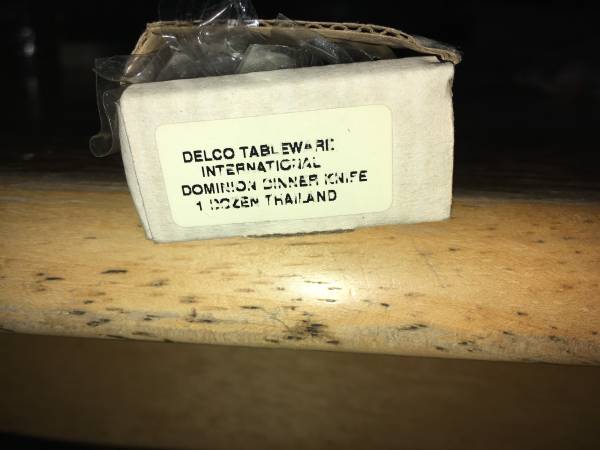 DELCO TABLEWARE
INTERNATIONAL
DOMINION DINNER KNIFE
1 DOZEN THAILAND